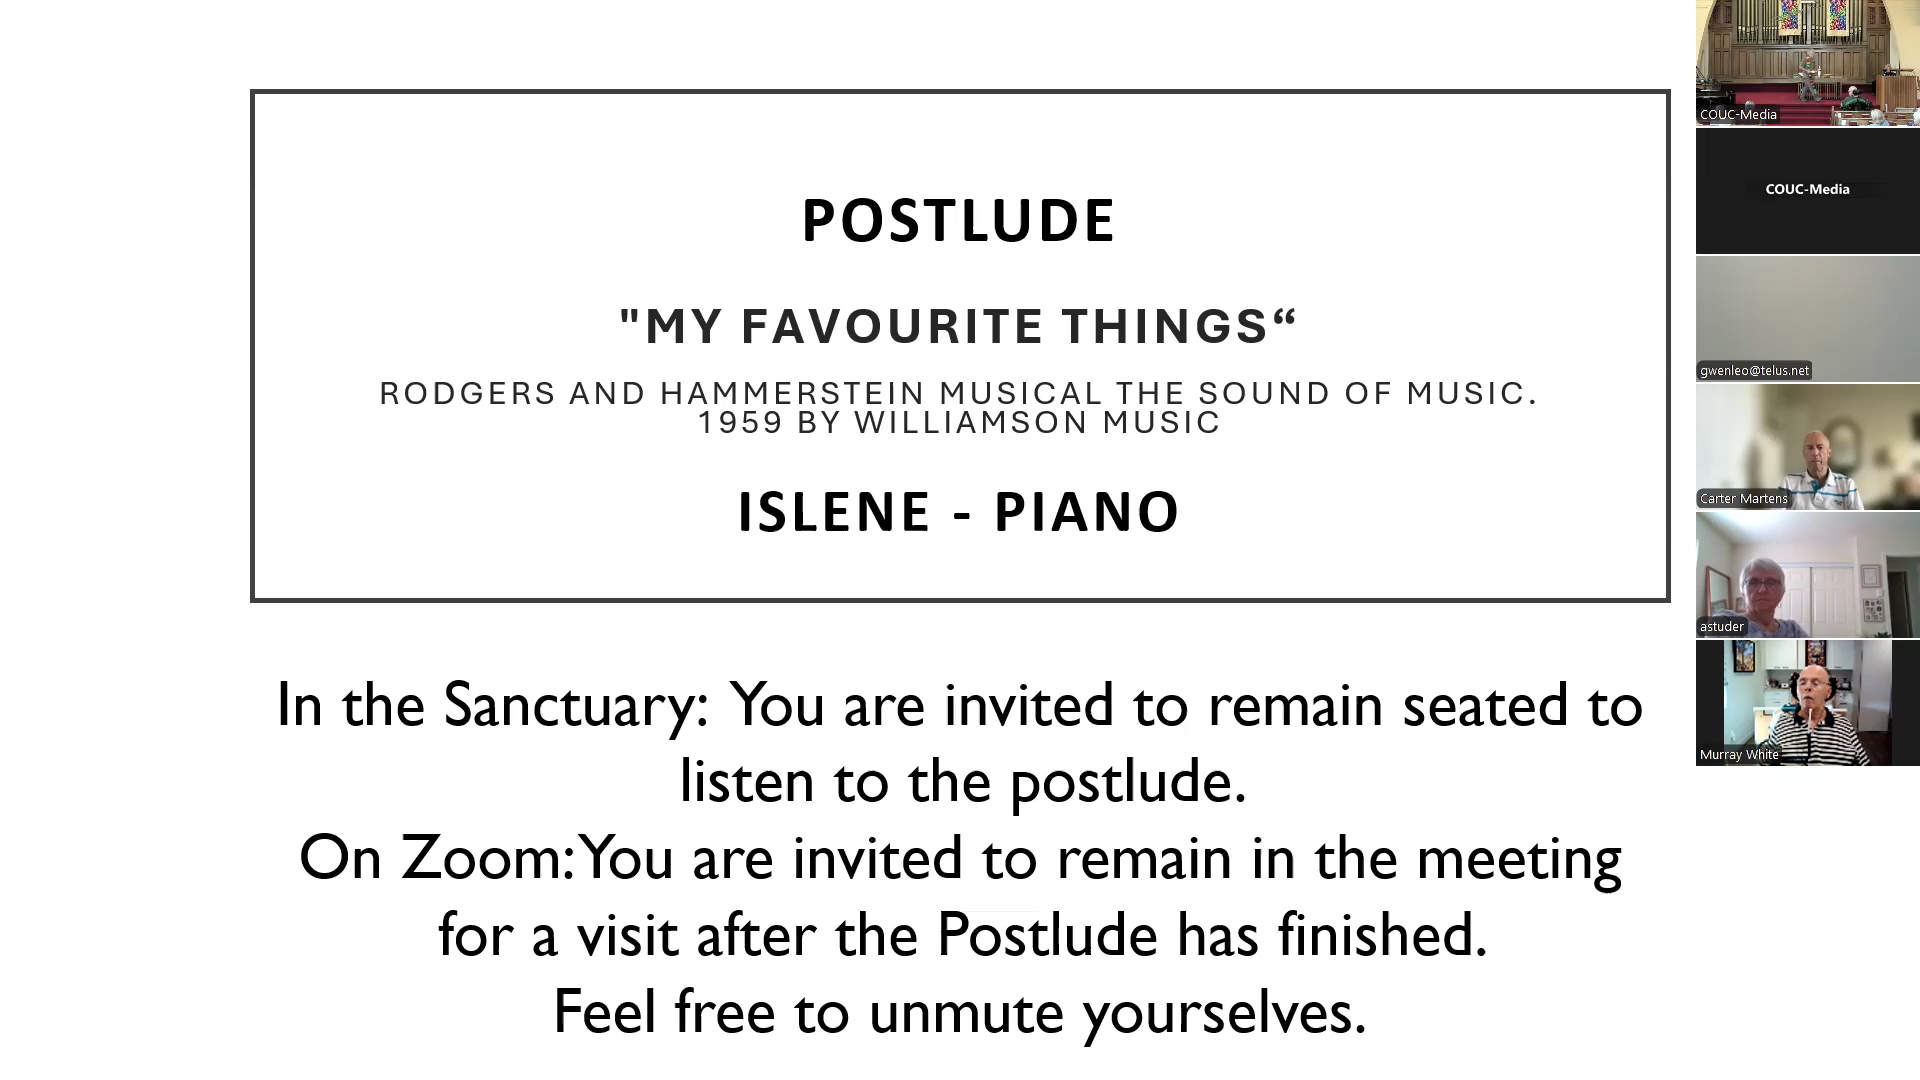 POSTLUDE
"MY FAVOURITE THINGS“
RODGERS AND HAMMERSTEIN MUSICAL THE SOUND OF MUSIC.
1959 BY WILLIAMSON MUSIC
ISLENE - PIANO
In the Sanctuary: You are invited to remain seated to
listen to the postlude.
On Zoom: You are invited to remain in the meeting
for a visit after the Postlude has finished.
Feel free to unmute yourselves.
COUC-Media
COUC-Media
gwenleo@telus.net
Carter Martens
astuder
Murray White